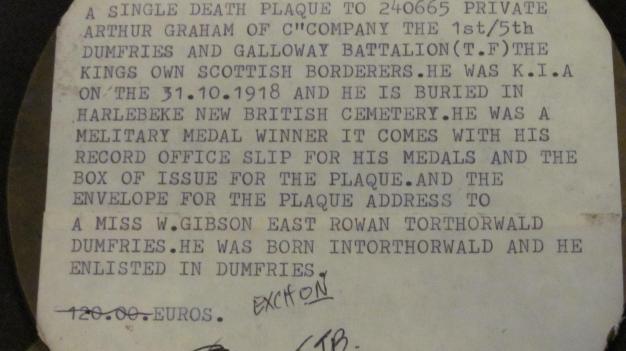 A SINGLE DEATH PLAQUE TO 240665 PRIVATE
ARTHUR GRAHAM OF C"COMPANY THE 1st/5th
DUMFRIES AND GALLOWAY BATTALION(T.F)THE
KINGS OWN SCOTTISH BORDERERS.HE WAS K.I.A
ON THE 31.10.1918 AND HE IS BURIED IN
HARLEBEKE NEW BRITISH CEMETERY.HE WAS A
MELITARY MEDAL WINNER IT COMES WITH HIS
RECORD OFFICE SLIP FOR HIS MEDALS AND THE
BOX OF ISSUE FOR THE PLAQUE.AND THE
ENVELOPE FOR THE PLAQUE ADDRESS TO
A MISS W.GIBSON EAST ROWAN TORTHORWALD
DUMFRIES.HE WAS BORN INTORTHORWALD AND HE
ENLISTED IN DUMFRIES.
EXCH ON
120.00.EUROS.